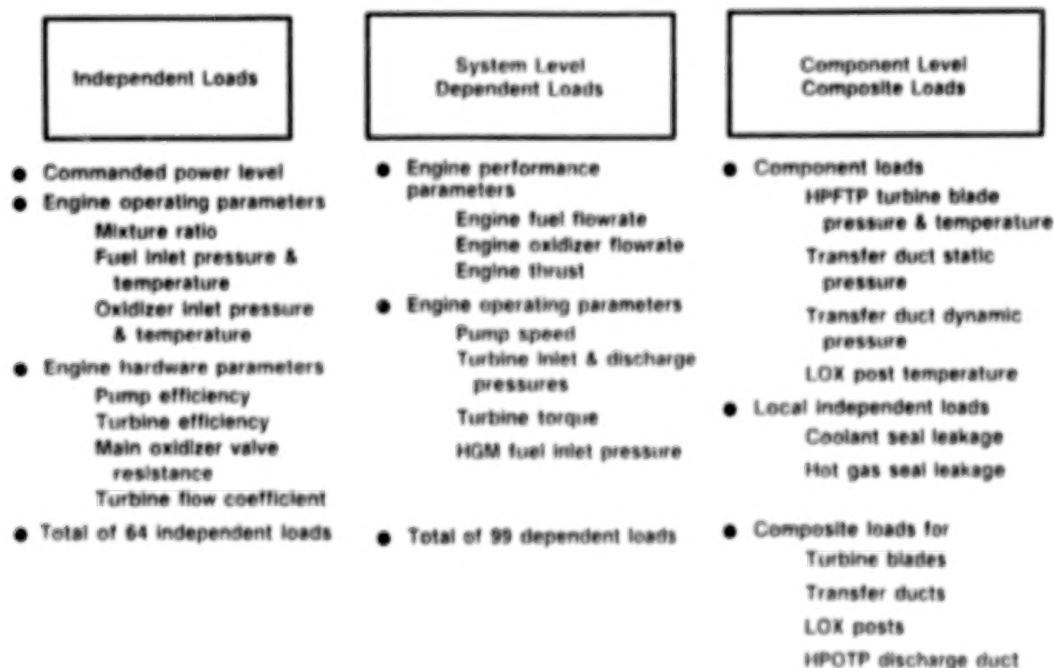 Independent Loads
● Commanded power level
● Engine operating parameters
Mixture ratio
Fuel inlet pressure &
temperature
Oxidizer inlet pressure
& temperature
● Engine hardware parameters
Pump efficiency
Turbine efficiency
Main oxidizer valve
resistance
Turbine flow coefficient
● Total of 64 independent loads
System Level
Dependent Loads
● Engine performance
parameters
Engine fuel flowrate
Engine oxidizer flowrate
Engine thrust
● Engine operating parameters
Pump speed
Turbine inlet & discharge
pressures
Turbine torque
HGM fuel inlet pressure
● Total of 99 dependent loads
Component Level
Composite Loads
● Component loads
HPFTP turbine blade
pressure & temperature
Transfer duct static
pressure
Transfer duct dynamic
pressure
LOX post temperature
● Local independent loads
Coolant seal leakage
Hot gas seal leakage
● Composite loads for
Turbine blades
Transfer ducts
LOX posts
HPOTP discharge duct